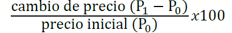 cambio de precio (P₁ − P₀)
precio inicial (P₀)
x100